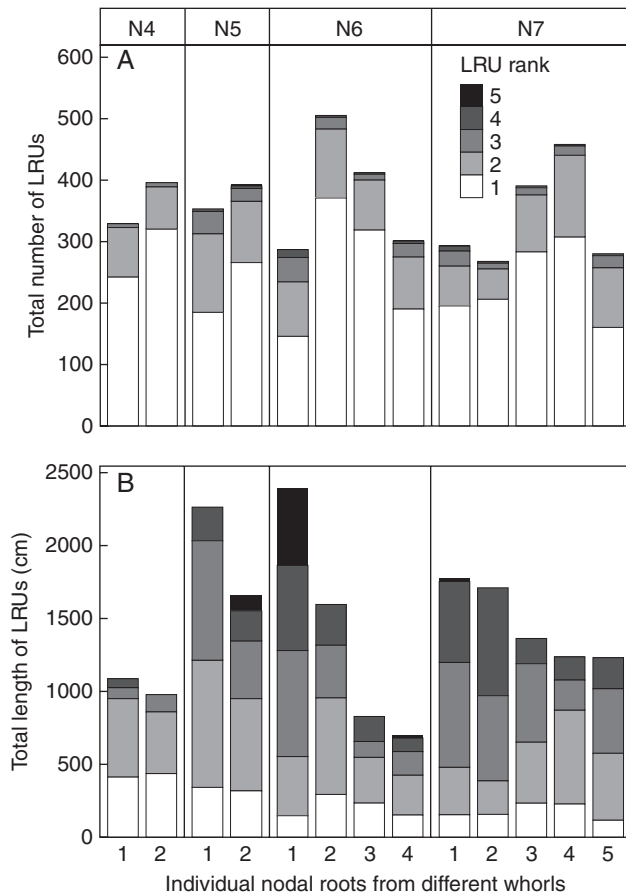 N4 N5 N6 N7
A
LRU rank
5
4
3
2
1
600
500
400
300
200
100
0
Total number of LRUs
B
2500
2000
1500
1000
500
0
Total length of LRUs (cm)
1 2 1 2 1 2 3 4 1 2 3 4 5
Individual nodal roots from different whorls